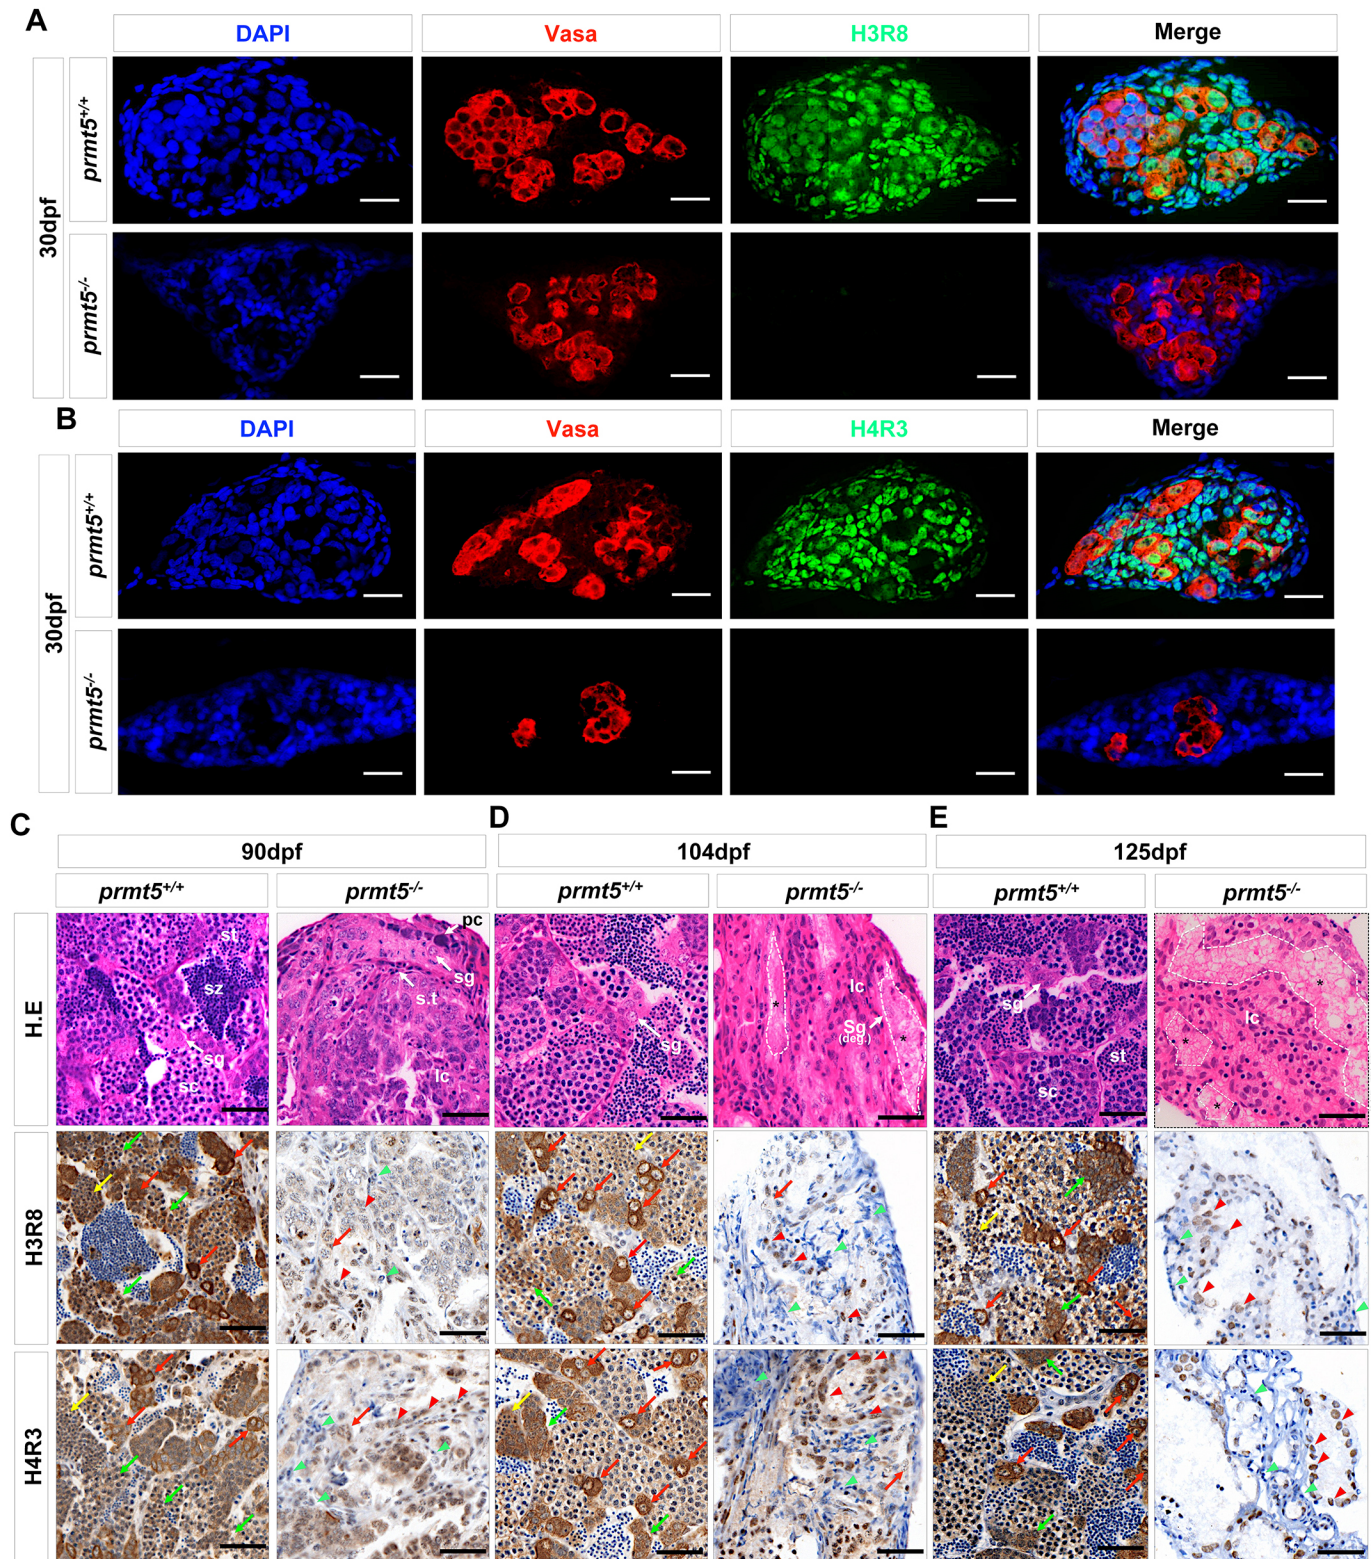 A
DAPI Vasa H3R8 Merge
30dpf
prmt5+/+
prmt5-/-
B
DAPI Vasa H4R3 Merge
30dpf
prmt5+/+
prmt5-/-
C D E
90dpf 104dpf 125dpf
prmt5+/+ prmt5-/- prmt5+/+ prmt5-/- prmt5+/+ prmt5-/-
H.E
st
sz
sg
sc
pc
sg
s.t
lc
sg
lc
Sg
(deg.)
*
*
sg
st
sc
lc
*
*
*
H3R8
H4R3